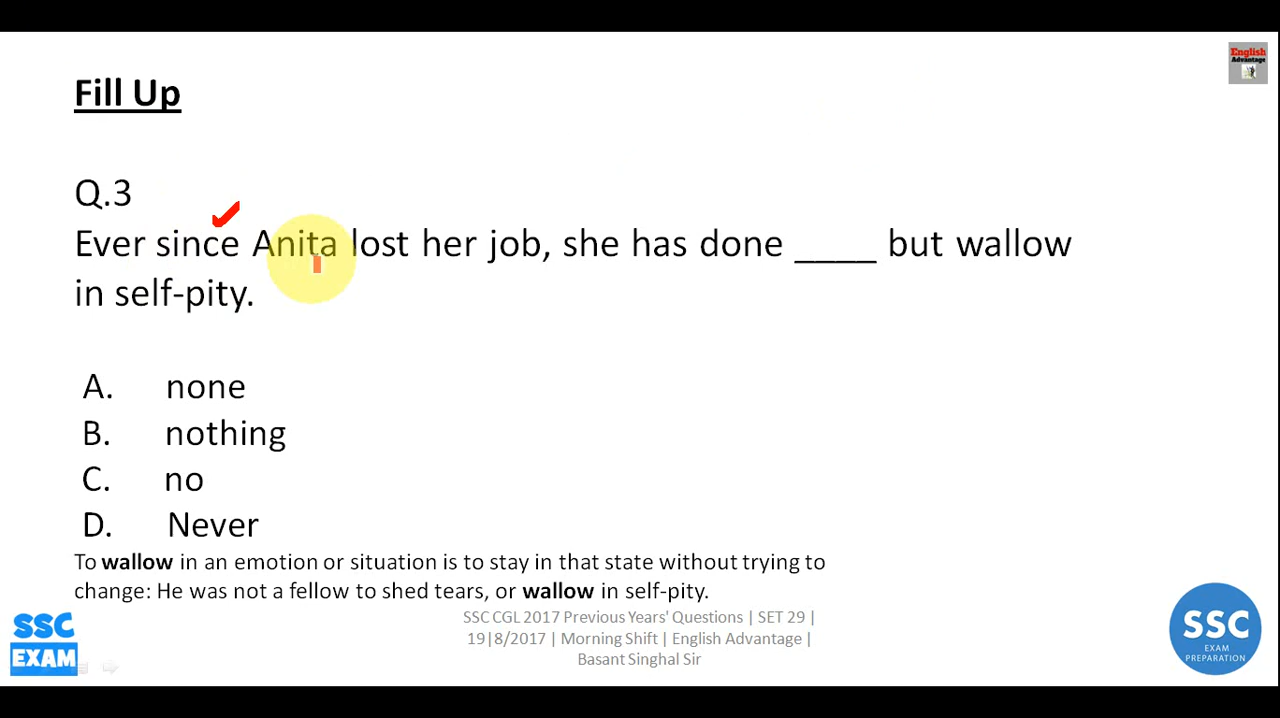 English
Advantage
Fill Up
Q.3
Ever since Anita lost her job, she has done ____ but wallow
in self-pity.
A. none
B. nothing
C. no
D. Never
To wallow in an emotion or situation is to stay in that state without trying to
change: He was not a fellow to shed tears, or wallow in self-pity.
SSC CGL 2017 Previous Years' Questions | SET 29 |
19|8/2017 | Morning Shift | English Advantage |
Basant Singhal Sir
SSC
EXAM
SSC
EXAM
PREPARATION